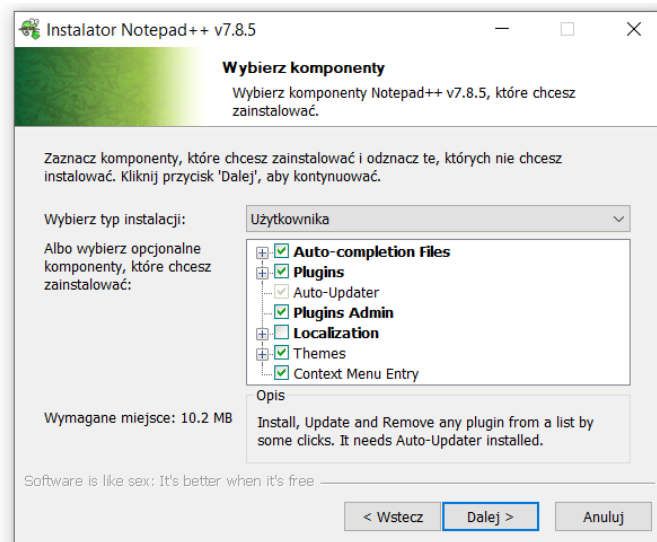 Instalator Notepad++ v7.8.5
Wybierz komponenty
Wybierz komponenty Notepad++ v7.8.5, które chcesz
zainstalować.
Zaznacz komponenty, które chcesz zainstalować i odznacz te, których nie chcesz
instalować. Kliknij przycisk 'Dalej', aby kontynuować.
Wybierz typ instalacji:
Użytkownika
Albo wybierz opcjonalne
komponenty, które chcesz
zainstalować:
Auto-completion Files
Plugins
Auto-Updater
Plugins Admin
Localization
Themes
Context Menu Entry
Wymagane miejsce: 10.2 MB
Opis
Install, Update and Remove any plugin from a list by
some clicks. It needs Auto-Updater installed.
Software is like sex: It's better when it's free
< Wstecz
Dalej >
Anuluj